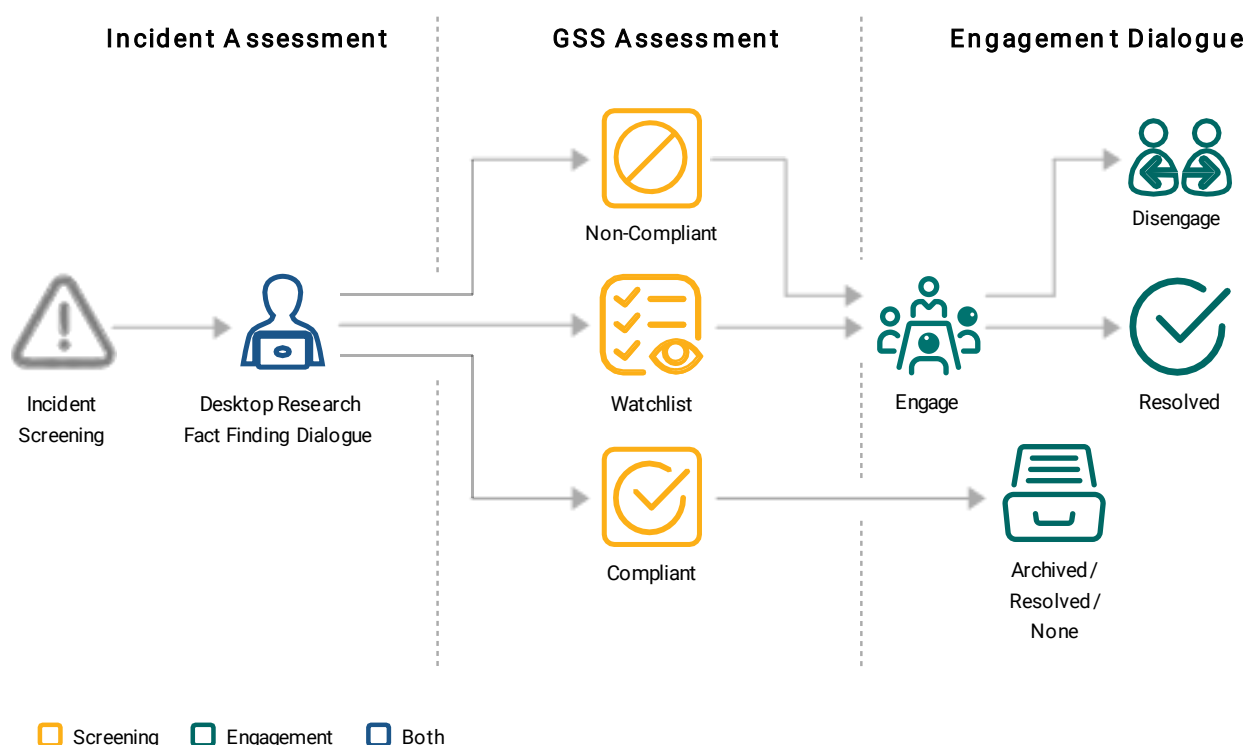 Incident Assessment
GSS Assessment
Engagement Dialogue
Non-Compliant
Disengage
Incident
Screening
Desktop Research
Fact Finding Dialogue
Watchlist
Engage
Resolved
Compliant
Archived/
Resolved/
None
Screening
Engagement
Both